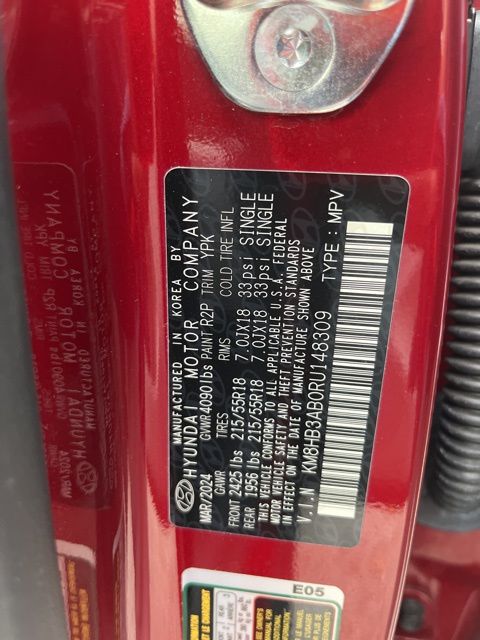 MANUFACTURED IN KOREA BY
HYUNDAI MOTOR COMPANY
MAR/2024 GVWR 4090 lbs PAINT R2P TRIM YPK
GAWR TIRES RIMS COLD TIRE INFL
FRONT 2425 lbs 215/55R18 7.0JX18 33psi SINGLE
REAR 1956 lbs 215/55R18 7.0JX18 33psi SINGLE
THIS VEHICLE CONFORMS TO ALL APPLICABLE U.S.A. FEDERAL
MOTOR VEHICLE SAFETY AND THEFT PREVENTION STANDARDS
IN EFFECT ON THE DATE OF MANUFACTURE SHOWN ABOVE
V.I.N KM8HB3AB0RU148309 TYPE : MPV
E05